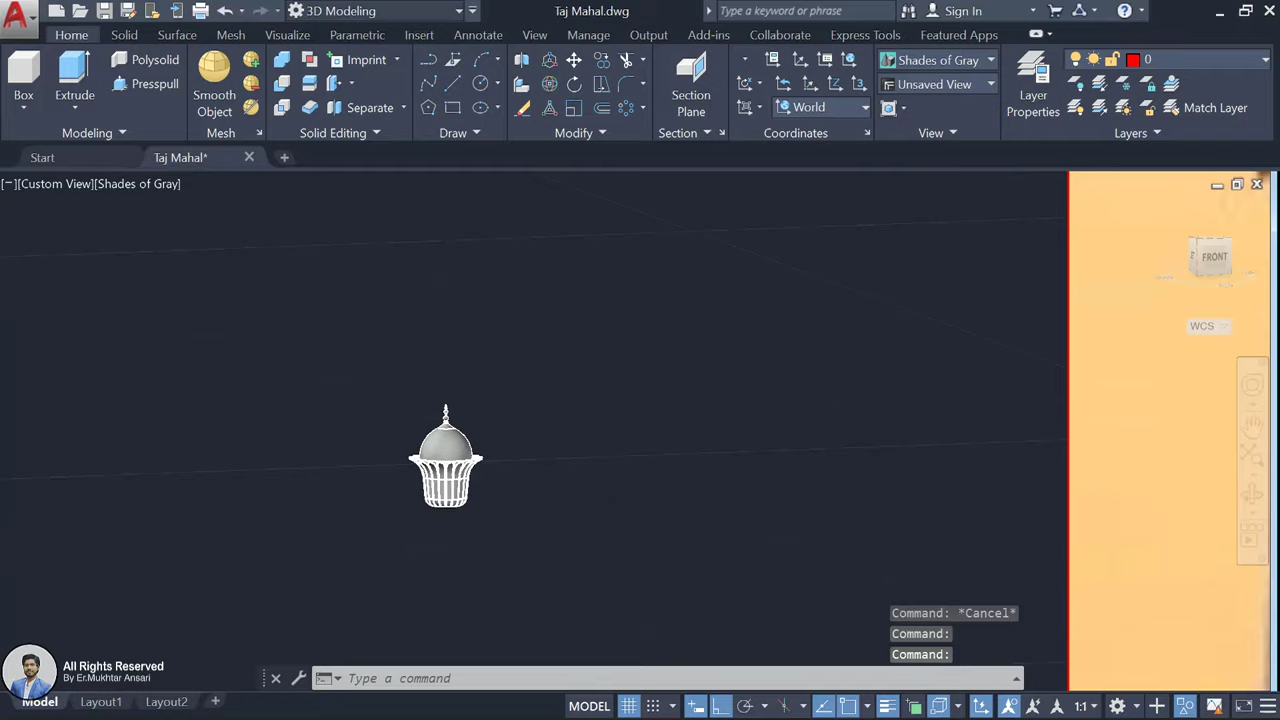 3D Modeling
Taj Mahal.dwg
Type a keyword or phrase
Sign In
Home
Solid
Surface
Mesh
Visualize
Parametric
Insert
Annotate
View
Manage
Output
Add-ins
Collaborate
Express Tools
Featured Apps
Box
Extrude
Polysolid
Presspull
Modeling
Smooth
Object
Mesh
Imprint
Separate
Solid Editing
Draw
Modify
Section
Plane
Section
World
Coordinates
Shades of Gray
Unsaved View
View
Layer
Properties
0
Match Layer
Layers
Start
Taj Mahal*
[−][Custom View][Shades of Gray]
FRONT
WCS
Command: *Cancel*
Command:
Command:
Type a command
All Rights Reserved
By Er.Mukhtar Ansari
Model
Layout1
Layout2
MODEL
1:1